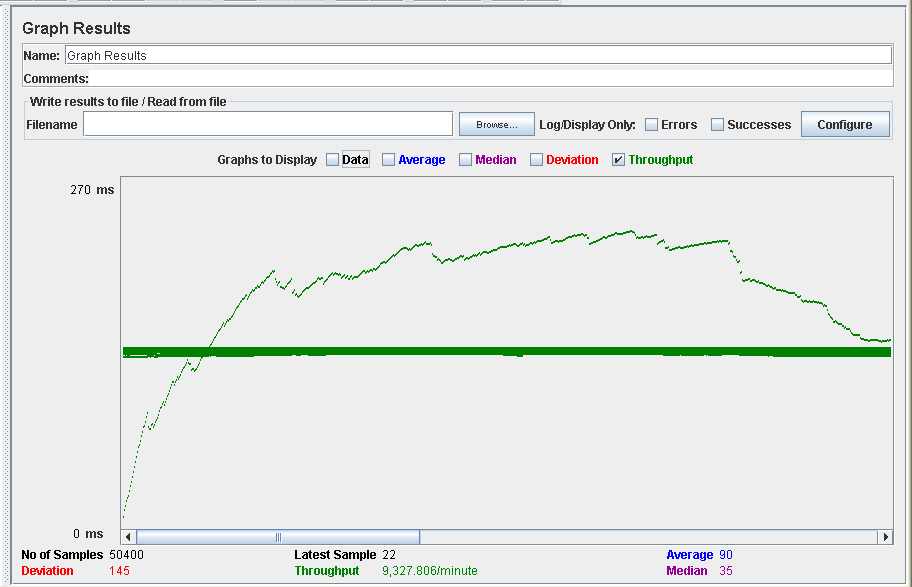 Graph Results
Name: Graph Results
Comments:
Write results to file / Read from file
Filename Browse... Log/Display Only: Errors Successes Configure
Graphs to Display Data Average Median Deviation Throughput
270 ms
0 ms
No of Samples 50400 Latest Sample 22 Average 90
Deviation 145 Throughput 9,327.806/minute Median 35